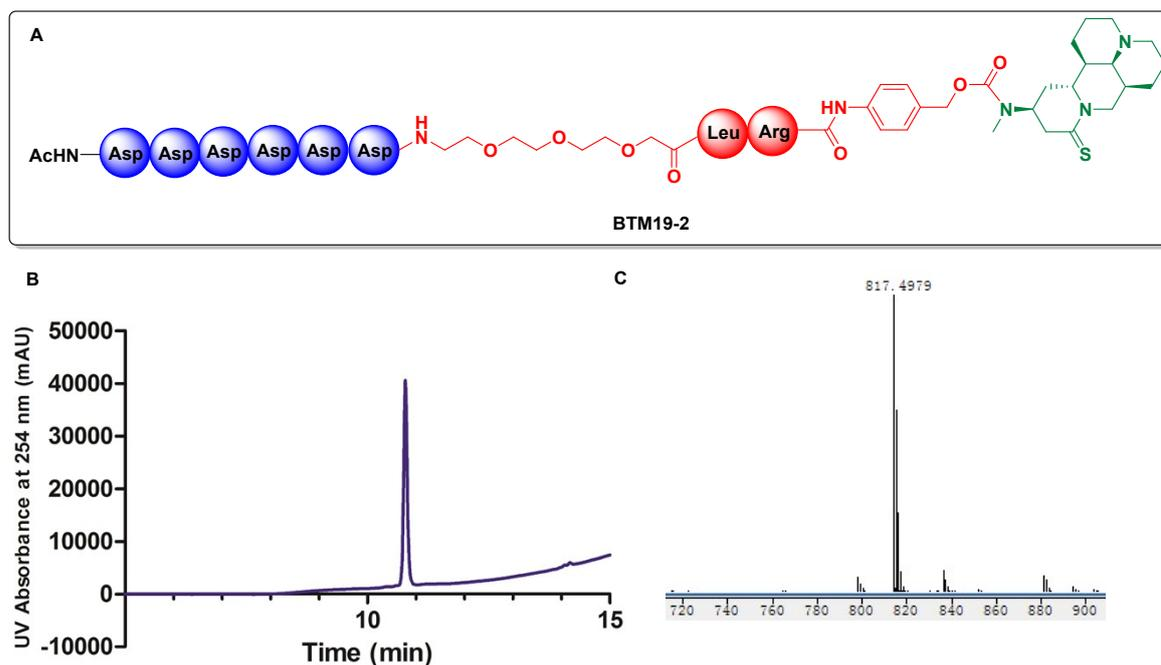 A
O
N
O
N
HN
Leu
Arg
N
H
N
O
O
O
AcHN
Asp
Asp
Asp
Asp
Asp
Asp
O
O
S
BTM19-2
B
C
UV Absorbance at 254 nm (mAU)
50000
40000
30000
20000
10000
0
-10000
10
15
Time (min)
817.4979
720 740 760 780 800 820 840 860 880 900